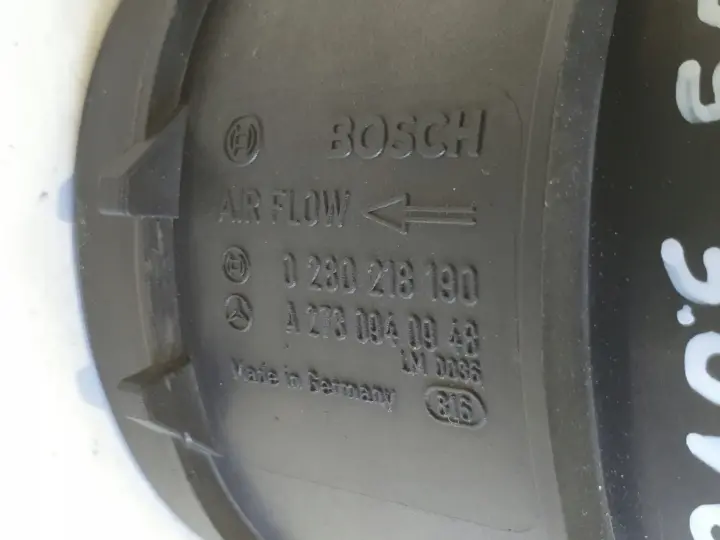 BOSCH
AIR FLOW
0 280 218 190
A 278 094 09 48
Made in Germany
816